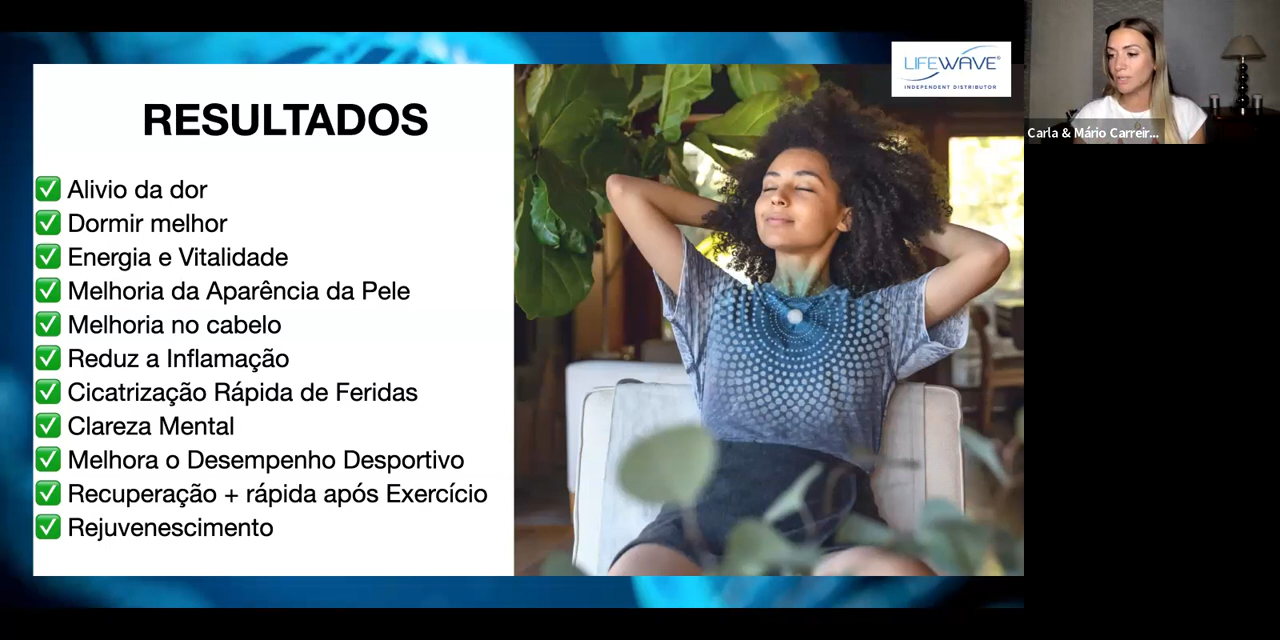 RESULTADOS
Alivio da dor
Dormir melhor
Energia e Vitalidade
Melhoria da Aparência da Pele
Melhoria no cabelo
Reduz a Inflamação
Cicatrização Rápida de Feridas
Clareza Mental
Melhora o Desempenho Desportivo
Recuperação + rápida após Exercício
Rejuvenescimento
LIFEWAVE®
INDEPENDENT DISTRIBUTOR
Carla & Mário Carreir...